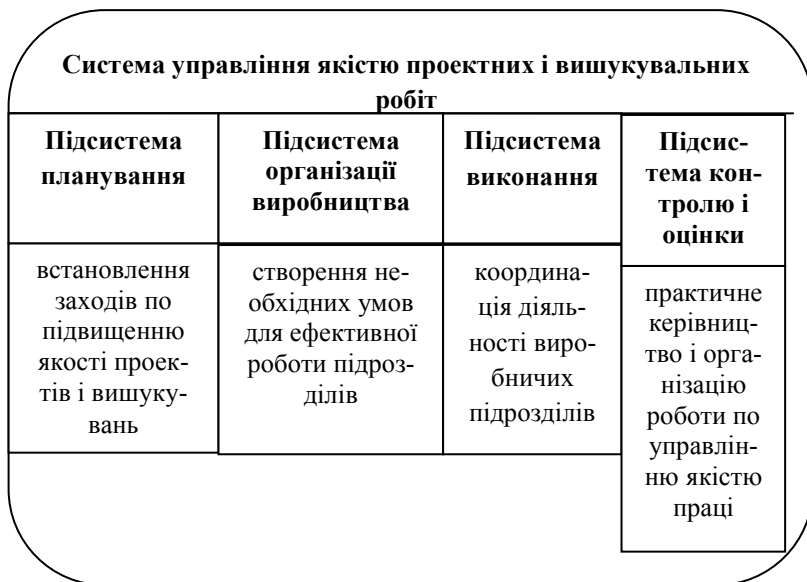 Система управління якістю проектних і вишукувальних
робіт
Підсистема
планування
Підсистема
організації
виробництва
Підсистема
виконання
Підсис-
тема кон-
тролю і
оцінки
встановлення
заходів по
підвищенню
якості проек-
тів і вишуку-
вань
створення не-
обхідних умов
для ефективної
роботи підроз-
ділів
координа-
ція діяль-
ності виро-
бничих
підрозділів
практичне
керівниц-
тво і орга-
нізацію
роботи по
управлін-
ню якістю
праці